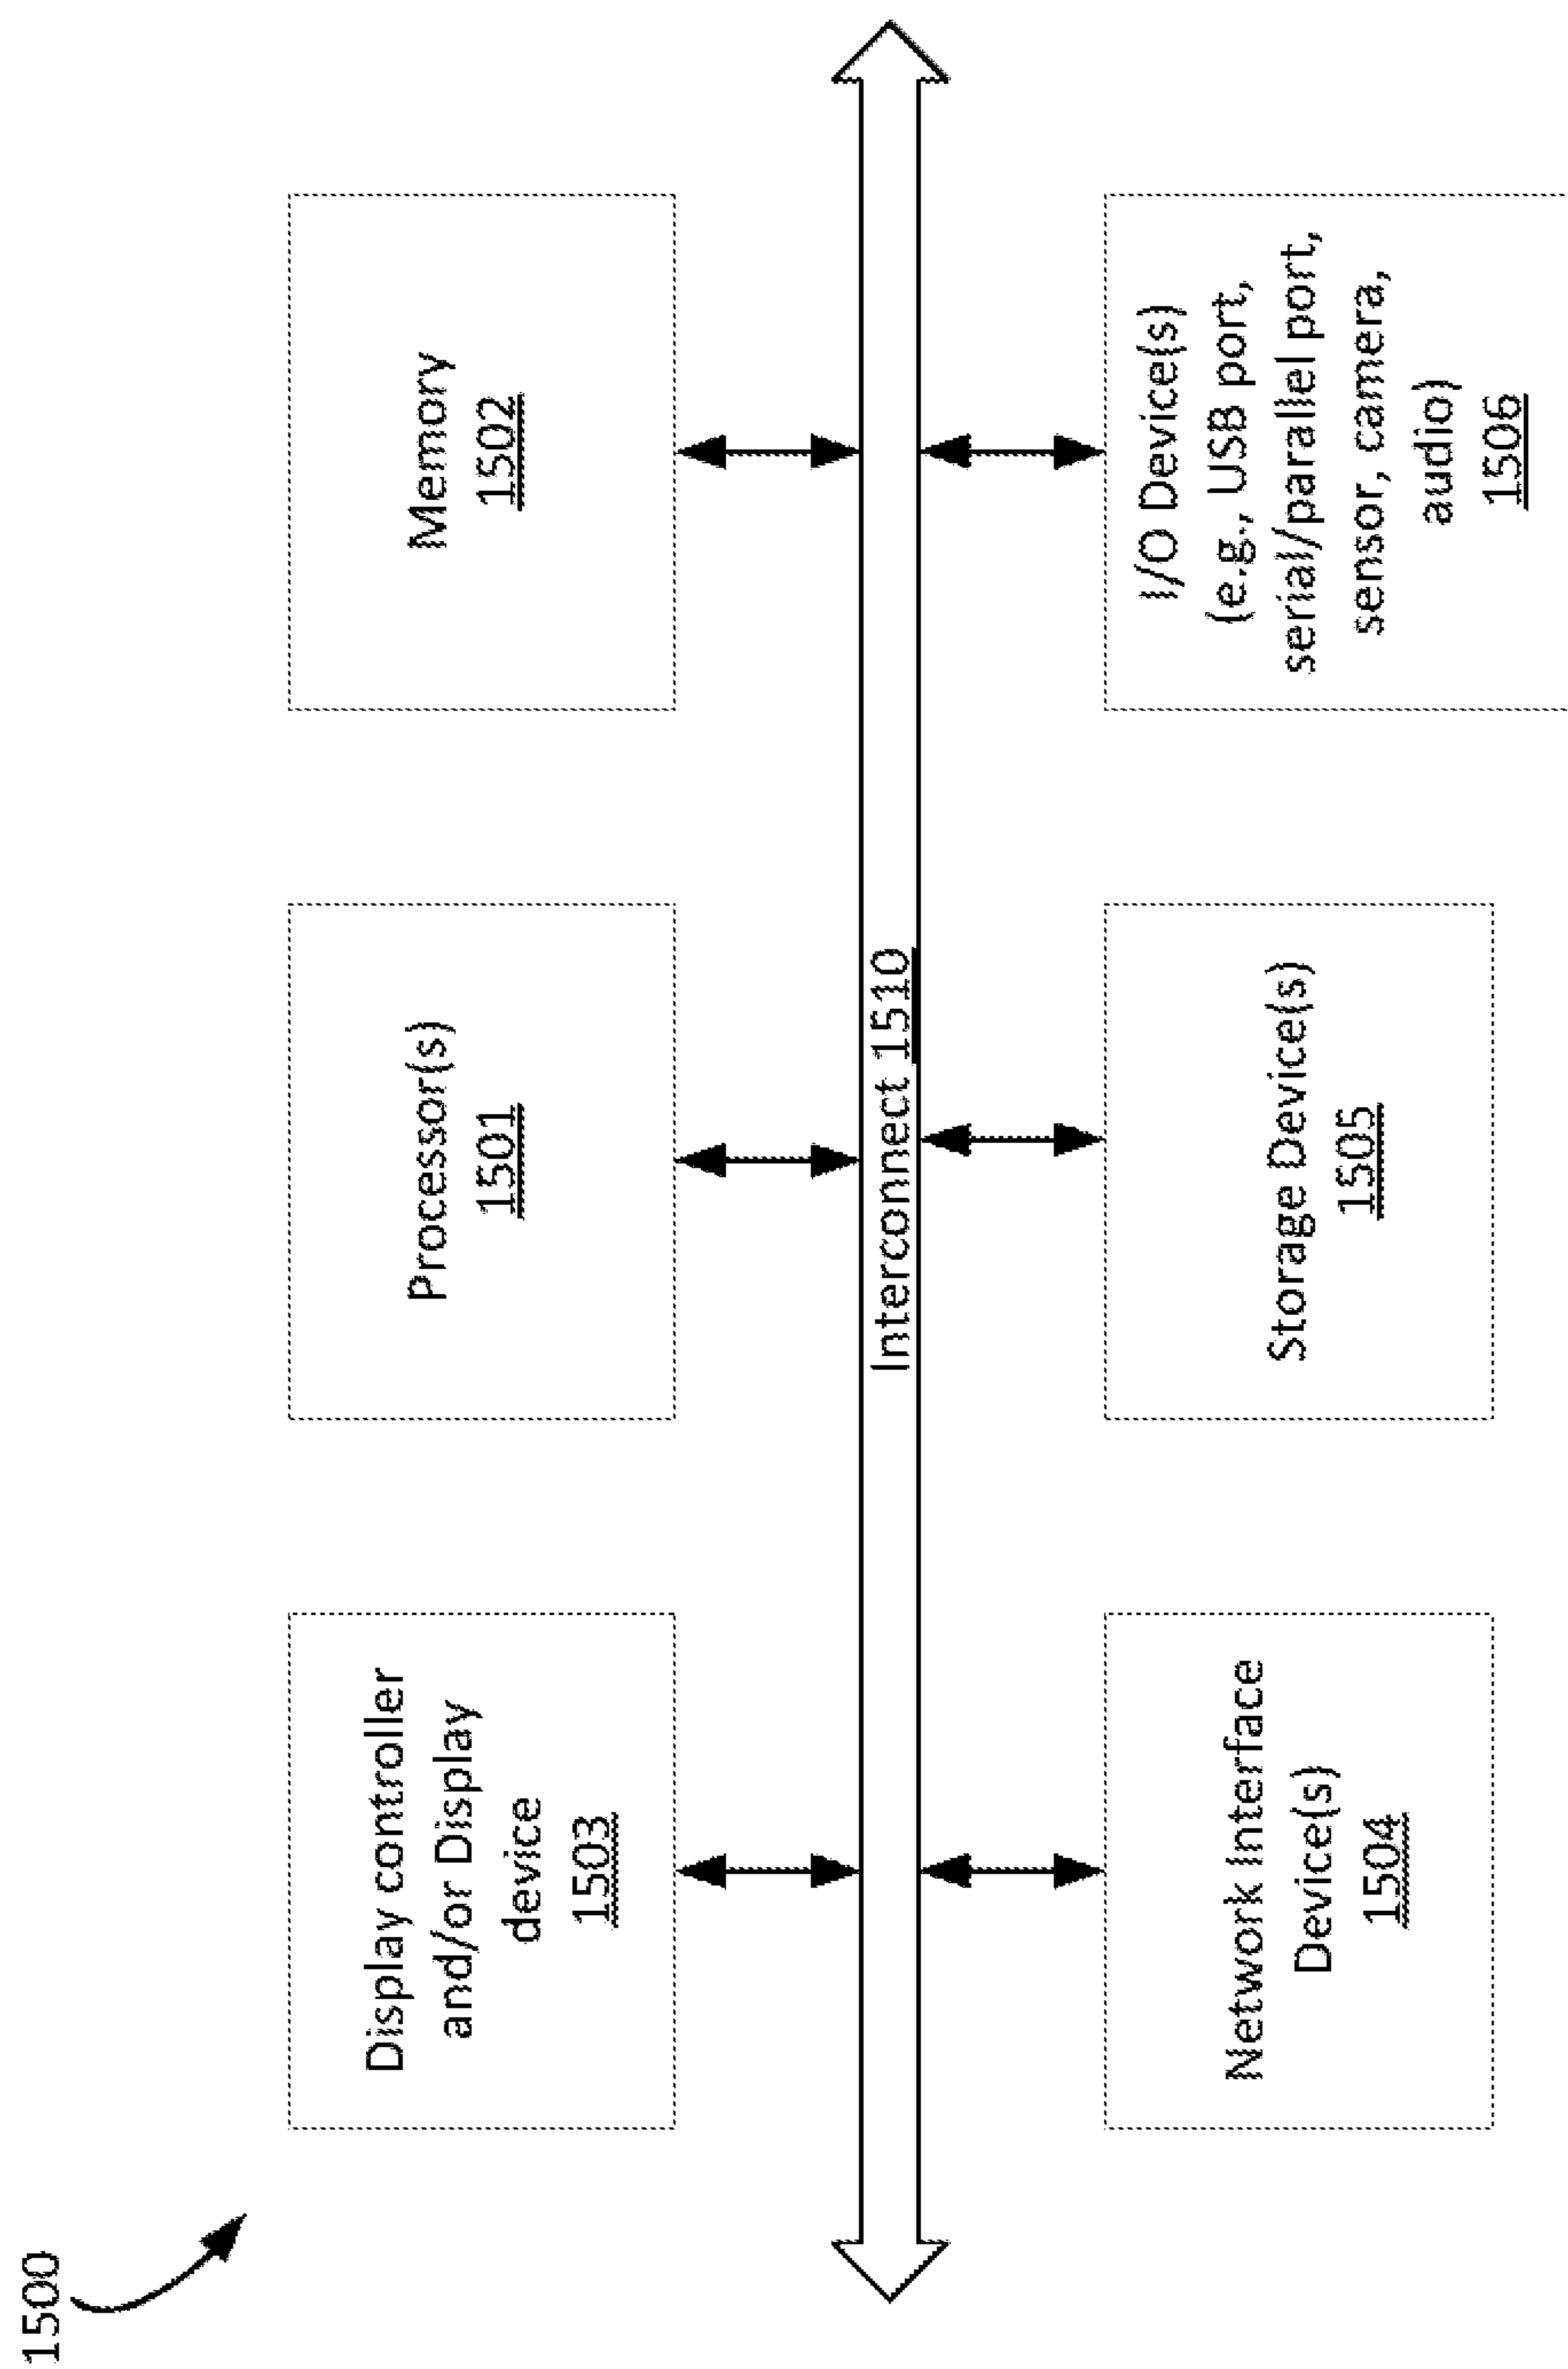 1500
Display controller
and/or Display
device
1503
Processor(s)
1501
Memory
1502
Interconnect 1510
Network Interface
Device(s)
1504
Storage Device(s)
1505
I/O Device(s)
(e.g., USB port,
serial/parallel port,
sensor, camera,
audio)
1506